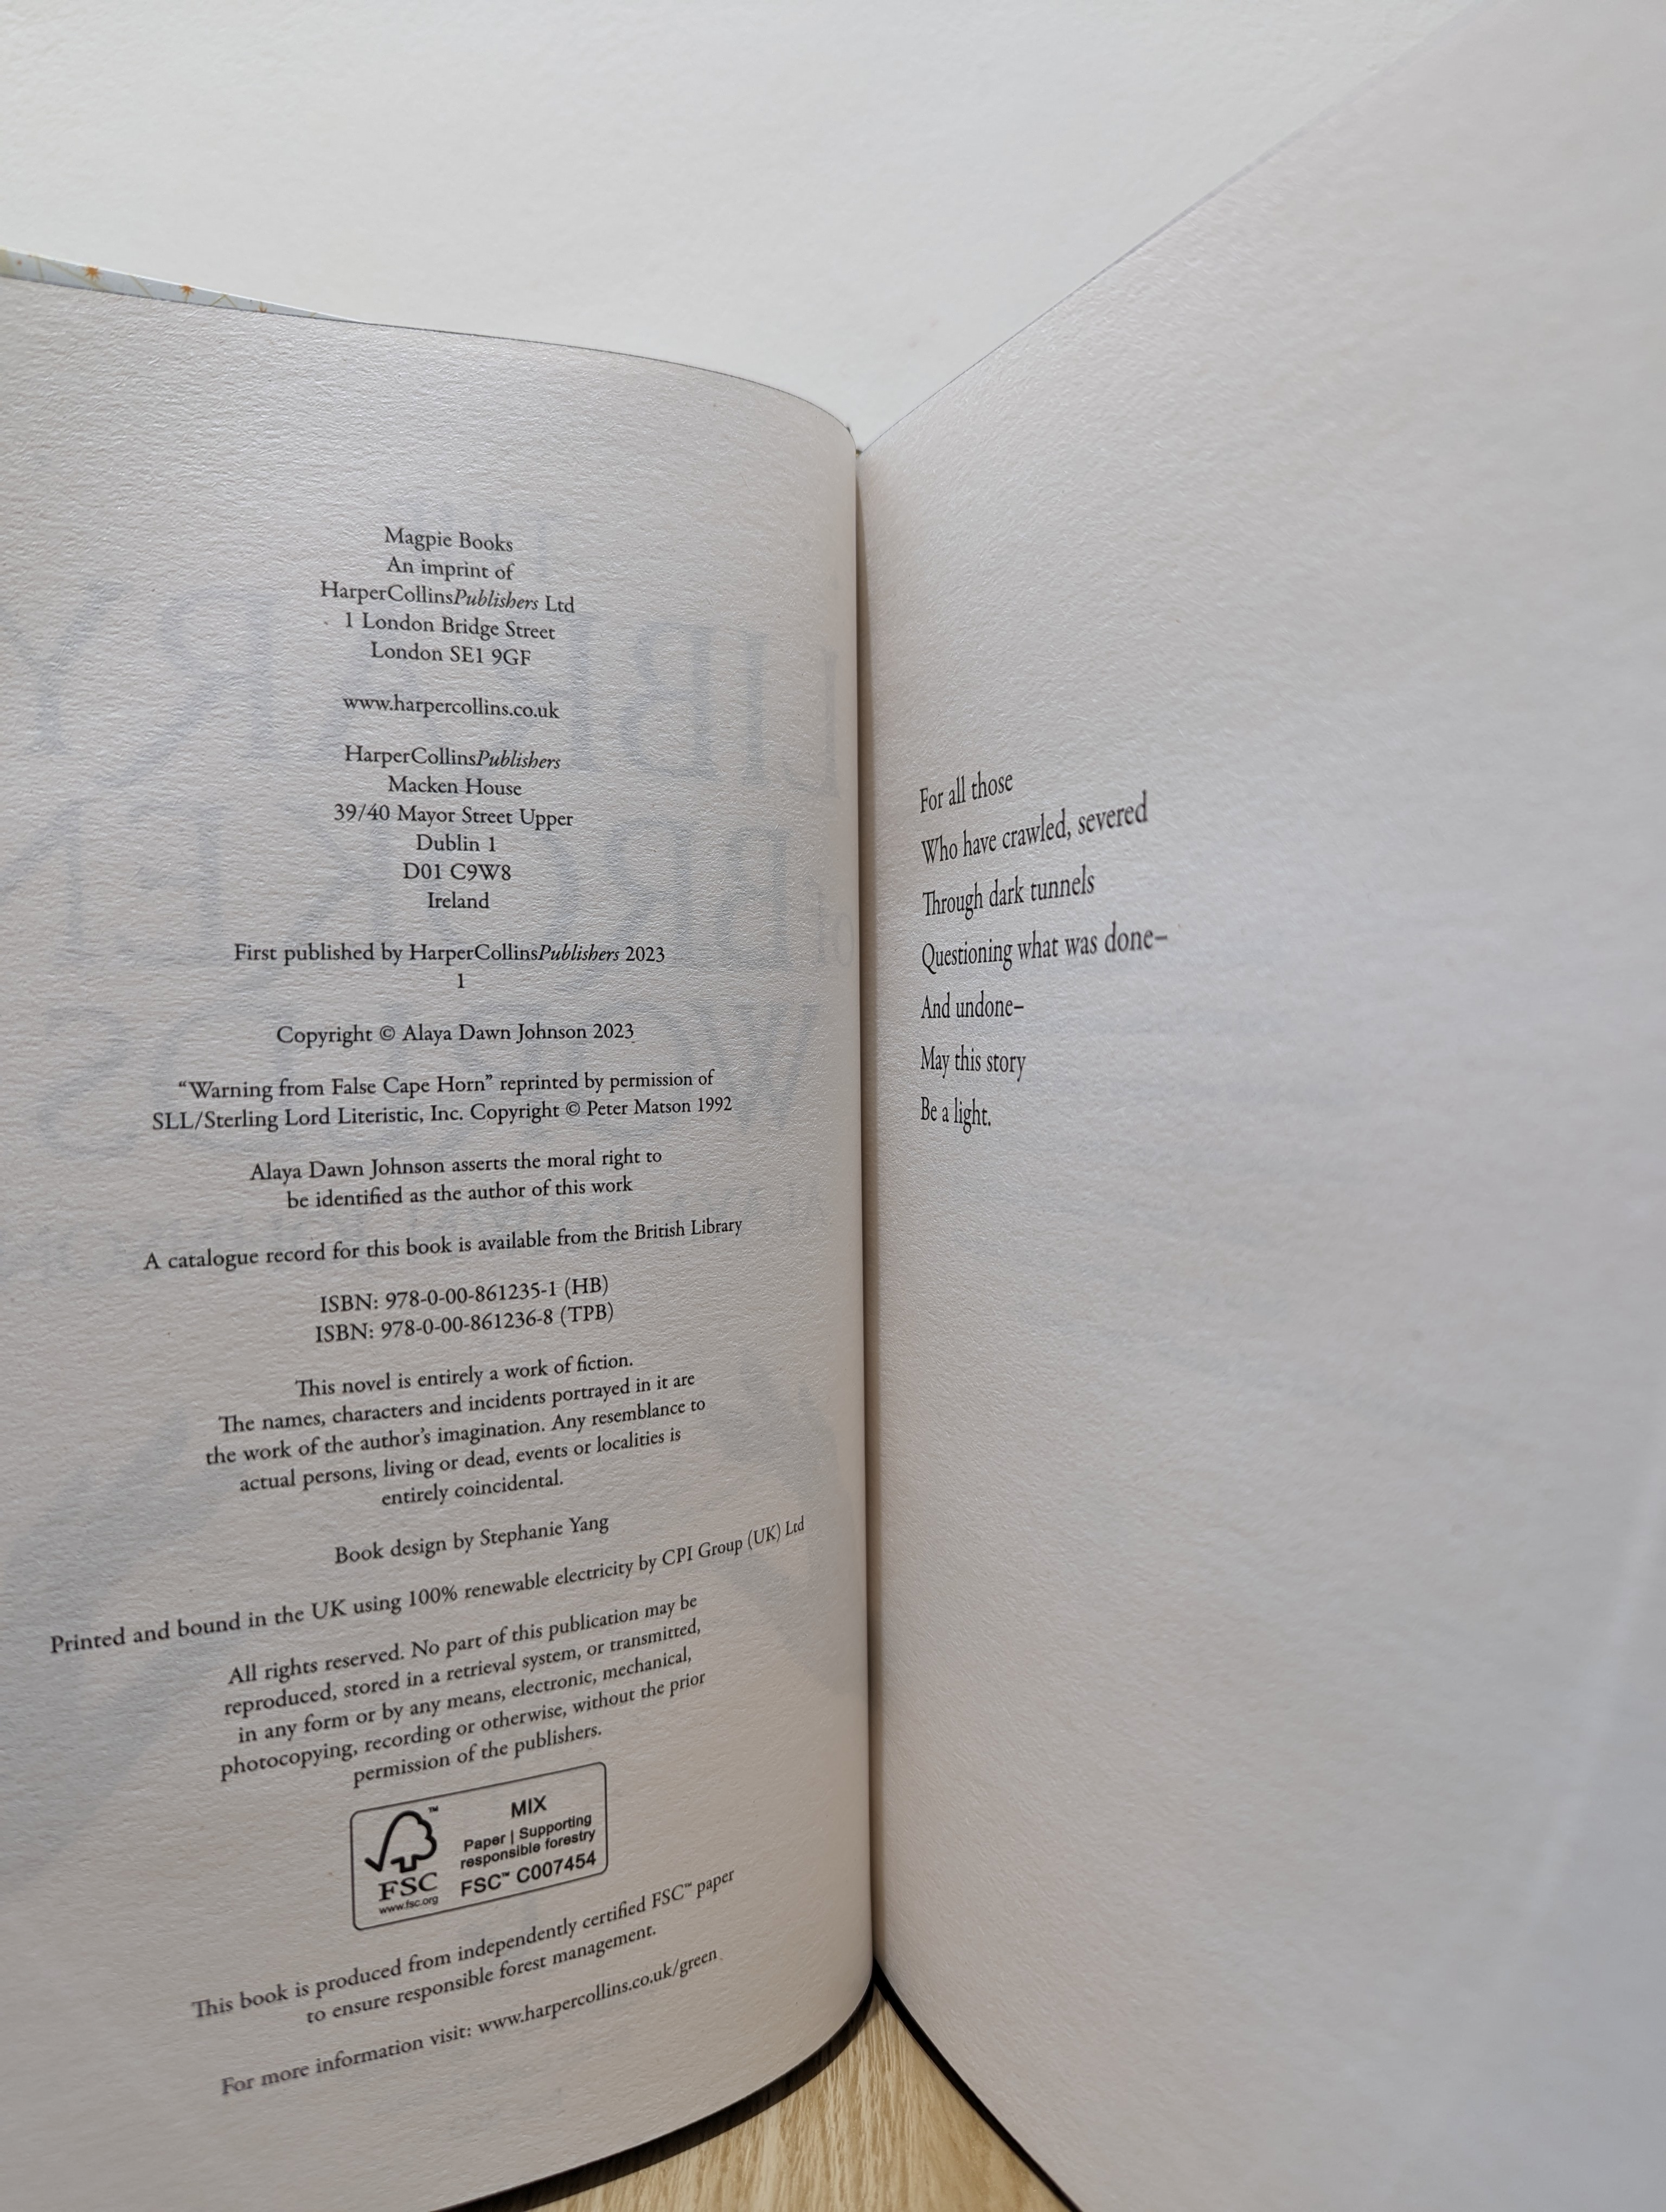 Magpie Books
An imprint of
HarperCollinsPublishers Ltd
1 London Bridge Street
London SE1 9GF
www.harpercollins.co.uk
HarperCollinsPublishers
Macken House
39/40 Mayor Street Upper
Dublin 1
D01 C9W8
Ireland
First published by HarperCollinsPublishers 2023
1
Copyright © Alaya Dawn Johnson 2023
“Warning from False Cape Horn” reprinted by permission of
SLL/Sterling Lord Literistic, Inc. Copyright © Peter Matson 1992
Alaya Dawn Johnson asserts the moral right to
be identified as the author of this work
A catalogue record for this book is available from the British Library
ISBN: 978-0-00-861235-1 (HB)
ISBN: 978-0-00-861236-8 (TPB)
This novel is entirely a work of fiction.
The names, characters and incidents portrayed in it are
the work of the author’s imagination. Any resemblance to
actual persons, living or dead, events or localities is
entirely coincidental.
Book design by Stephanie Yang
Printed and bound in the UK using 100% renewable electricity by CPI Group (UK) Ltd
All rights reserved. No part of this publication may be
reproduced, stored in a retrieval system, or transmitted,
in any form or by any means, electronic, mechanical,
photocopying, recording or otherwise, without the prior
permission of the publishers.
MIX
Paper | Supporting
responsible forestry
FSC™ C007454
FSC
www.fsc.org
This book is produced from independently certified FSC™ paper
to ensure responsible forest management.
For more information visit: www.harpercollins.co.uk/green
For all those
Who have crawled, severed
Through dark tunnels
Questioning what was done–
And undone–
May this story
Be a light.